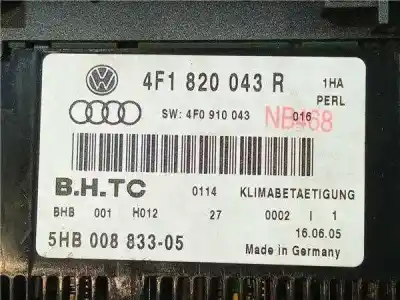 4F1 820 043 R 1HA
PERL
SW: 4F0 910 043 016
NB468
B.H.TC 0114 KLIMABETAETIGUNG
BHB 001 H012 27 0002 I 1
16.06.05
5HB 008 833-05 Made in Germany